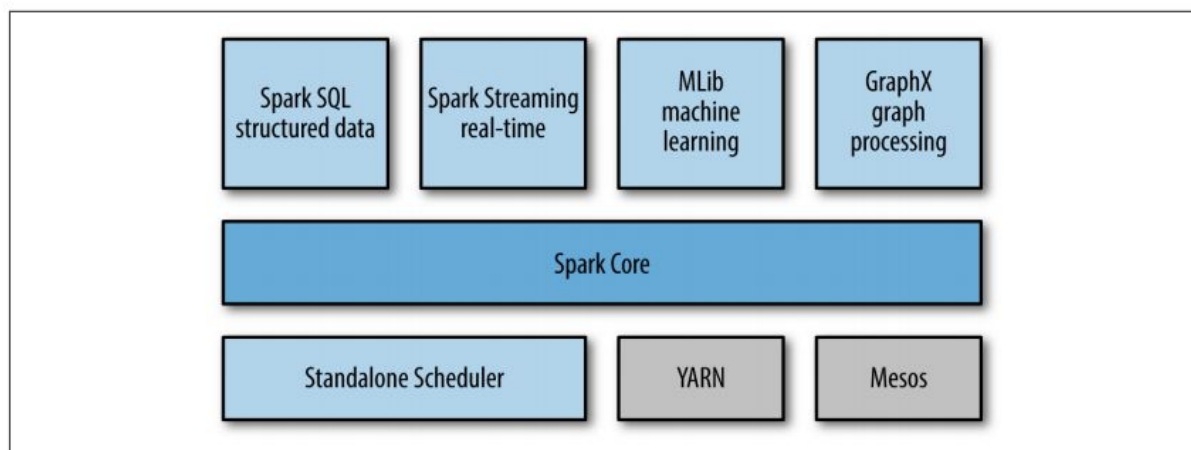 Spark SQL
structured data
Spark Streaming
real-time
MLib
machine
learning
GraphX
graph
processing
Spark Core
Standalone Scheduler
YARN
Mesos